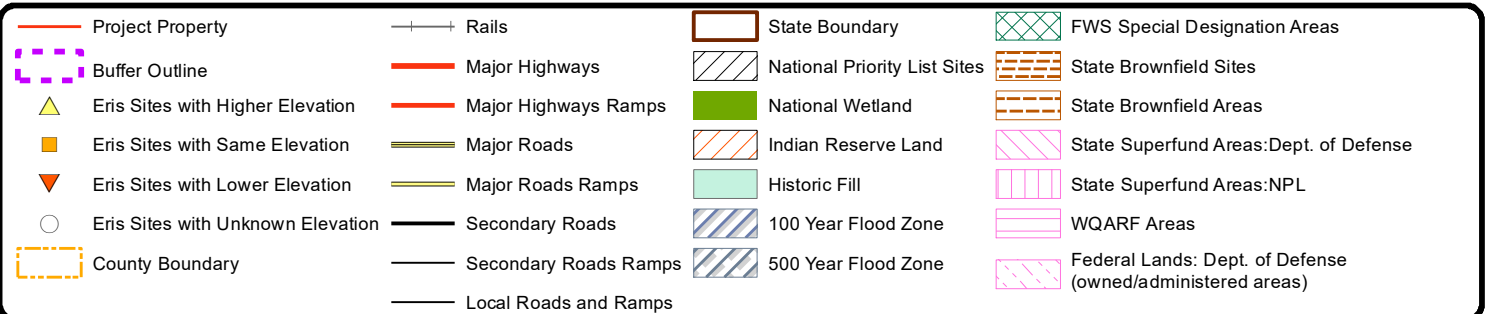 Project Property
Buffer Outline
Eris Sites with Higher Elevation
Eris Sites with Same Elevation
Eris Sites with Lower Elevation
Eris Sites with Unknown Elevation
County Boundary
Rails
Major Highways
Major Highways Ramps
Major Roads
Major Roads Ramps
Secondary Roads
Secondary Roads Ramps
Local Roads and Ramps
State Boundary
National Priority List Sites
National Wetland
Indian Reserve Land
Historic Fill
100 Year Flood Zone
500 Year Flood Zone
FWS Special Designation Areas
State Brownfield Sites
State Brownfield Areas
State Superfund Areas:Dept. of Defense
State Superfund Areas:NPL
WQARF Areas
Federal Lands: Dept. of Defense
(owned/administered areas)